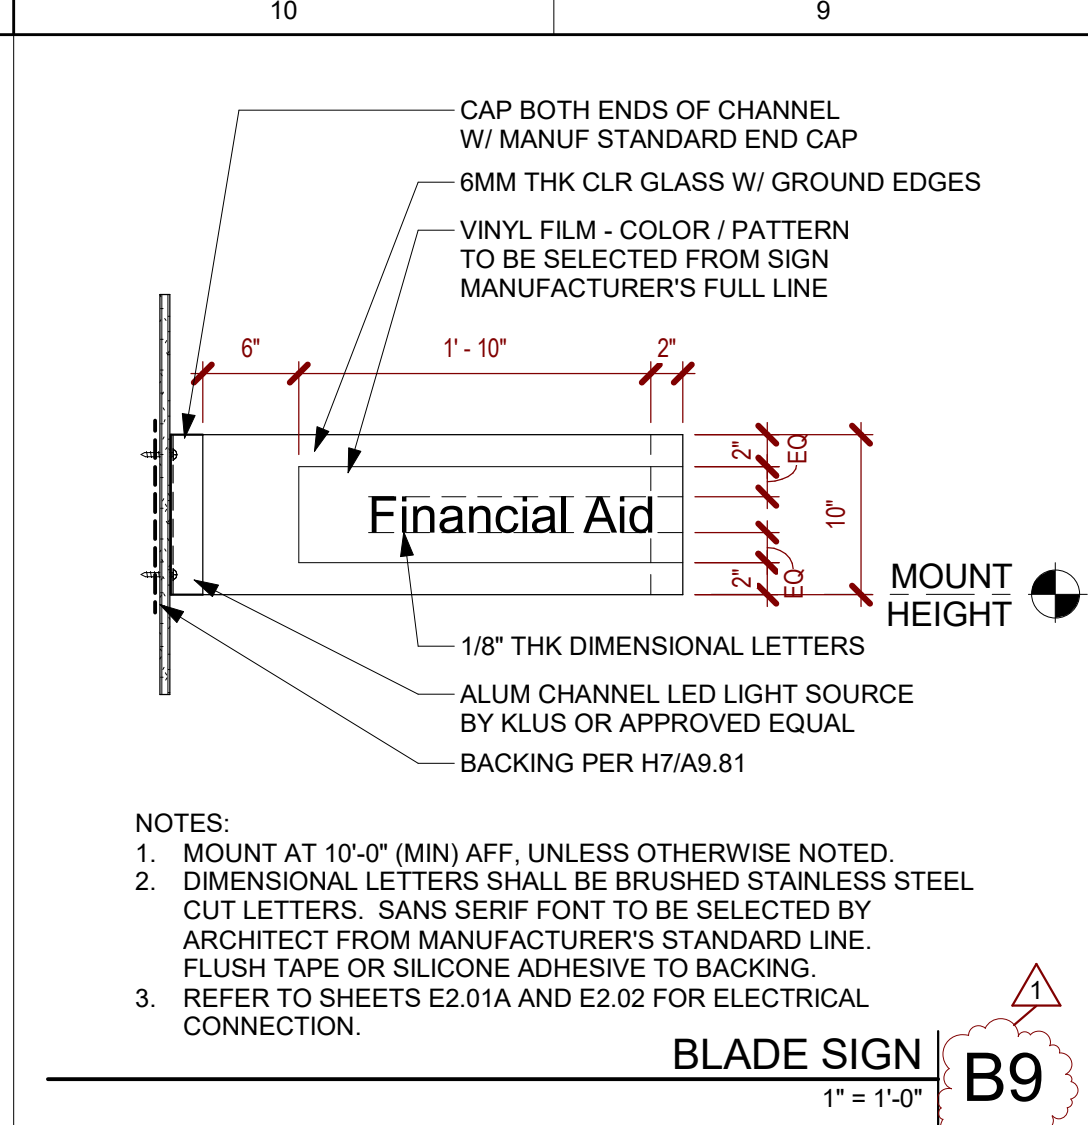 10
9
CAP BOTH ENDS OF CHANNEL
W/ MANUF STANDARD END CAP
6MM THK CLR GLASS W/ GROUND EDGES
VINYL FILM - COLOR / PATTERN
TO BE SELECTED FROM SIGN
MANUFACTURER'S FULL LINE
6"
1' - 10"
2"
2"
EQ
Financial Aid
10"
2"
EQ
MOUNT
HEIGHT
1/8" THK DIMENSIONAL LETTERS
ALUM CHANNEL LED LIGHT SOURCE
BY KLUS OR APPROVED EQUAL
BACKING PER H7/A9.81
NOTES:
1. MOUNT AT 10'-0" (MIN) AFF, UNLESS OTHERWISE NOTED.
2. DIMENSIONAL LETTERS SHALL BE BRUSHED STAINLESS STEEL
CUT LETTERS. SANS SERIF FONT TO BE SELECTED BY
ARCHITECT FROM MANUFACTURER'S STANDARD LINE.
FLUSH TAPE OR SILICONE ADHESIVE TO BACKING.
3. REFER TO SHEETS E2.01A AND E2.02 FOR ELECTRICAL
CONNECTION.
1
BLADE SIGN
B9
1" = 1'-0"